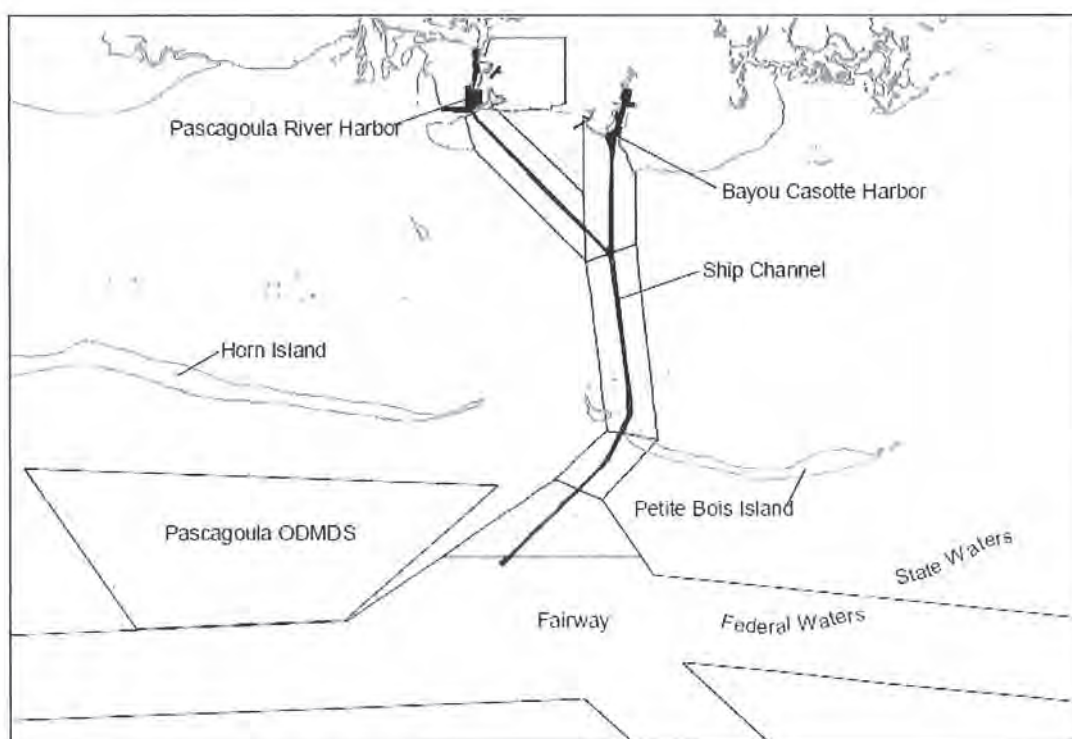 Pascagoula River Harbor
Bayou Casotte Harbor
Ship Channel
Horn Island
Petite Bois Island
Pascagoula ODMDS
State Waters
Fairway
Federal Waters